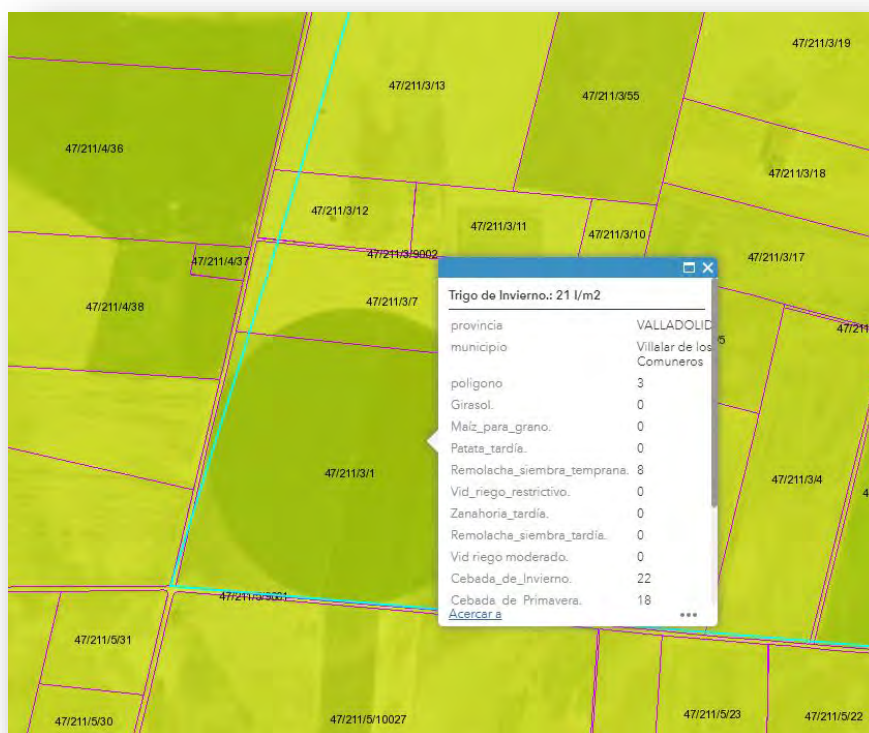 47/211/3/19
47/211/3/13
47/211/3/55
47/211/4/36
47/211/3/18
47/211/3/12
47/211/3/11
47/211/3/10
47/211/3/9002
47/211/3/17
47/211/4/37
47/211/4/38
47/211/3/7
Trigo de Invierno.: 21 l/m2
provincia VALLADOLID
municipio Villalar de los
Comuneros
poligono 3
Girasol. 0
Maíz_para_grano. 0
Patata_tardía. 0
Remolacha_siembra_temprana. 8
Vid_riego_restrictivo. 0
Zanahoria_tardía. 0
Remolacha_siembra_tardía. 0
Vid riego moderado. 0
Cebada_de_Invierno. 22
Cebada_de_Primavera. 18
Acercar a
47/211/3/1
47/211/3/4
47/211/5/9001
47/211/5/31
47/211/5/30
47/211/5/10027
47/211/5/23
47/211/5/22